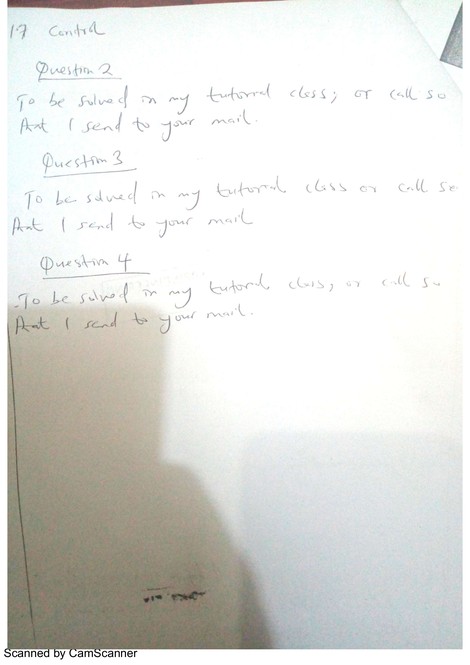 17 Control
Question 2
To be solved in my tutorial class; or call so
that I send to your mail.
Question 3
To be solved in my tutorial class or call so
that I send to your mail
Question 4
To be solved in my tutorial class, or call so
that I send to your mail.
Scanned by CamScanner